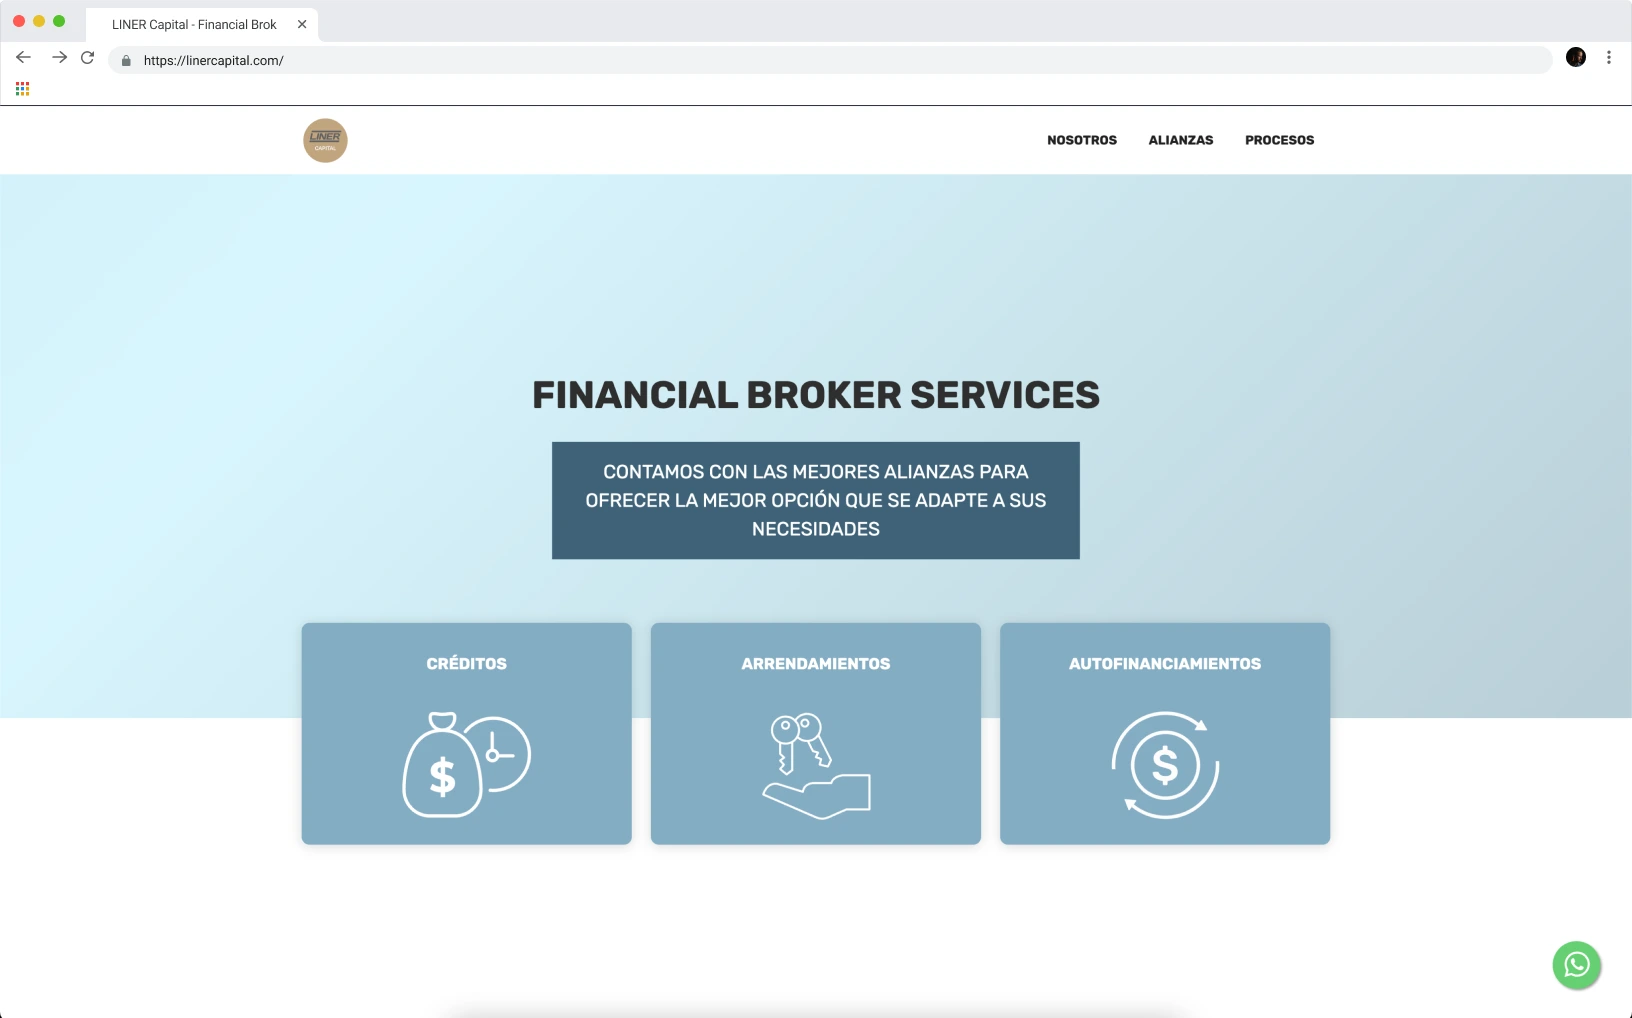 LINER Capital - Financial Brok
https://linercapital.com/
LINER
CAPITAL
NOSOTROS
ALIANZAS
PROCESOS
FINANCIAL BROKER SERVICES
CONTAMOS CON LAS MEJORES ALIANZAS PARA
OFRECER LA MEJOR OPCIÓN QUE SE ADAPTE A SUS
NECESIDADES
CRÉDITOS
ARRENDAMIENTOS
AUTOFINANCIAMIENTOS
$
$